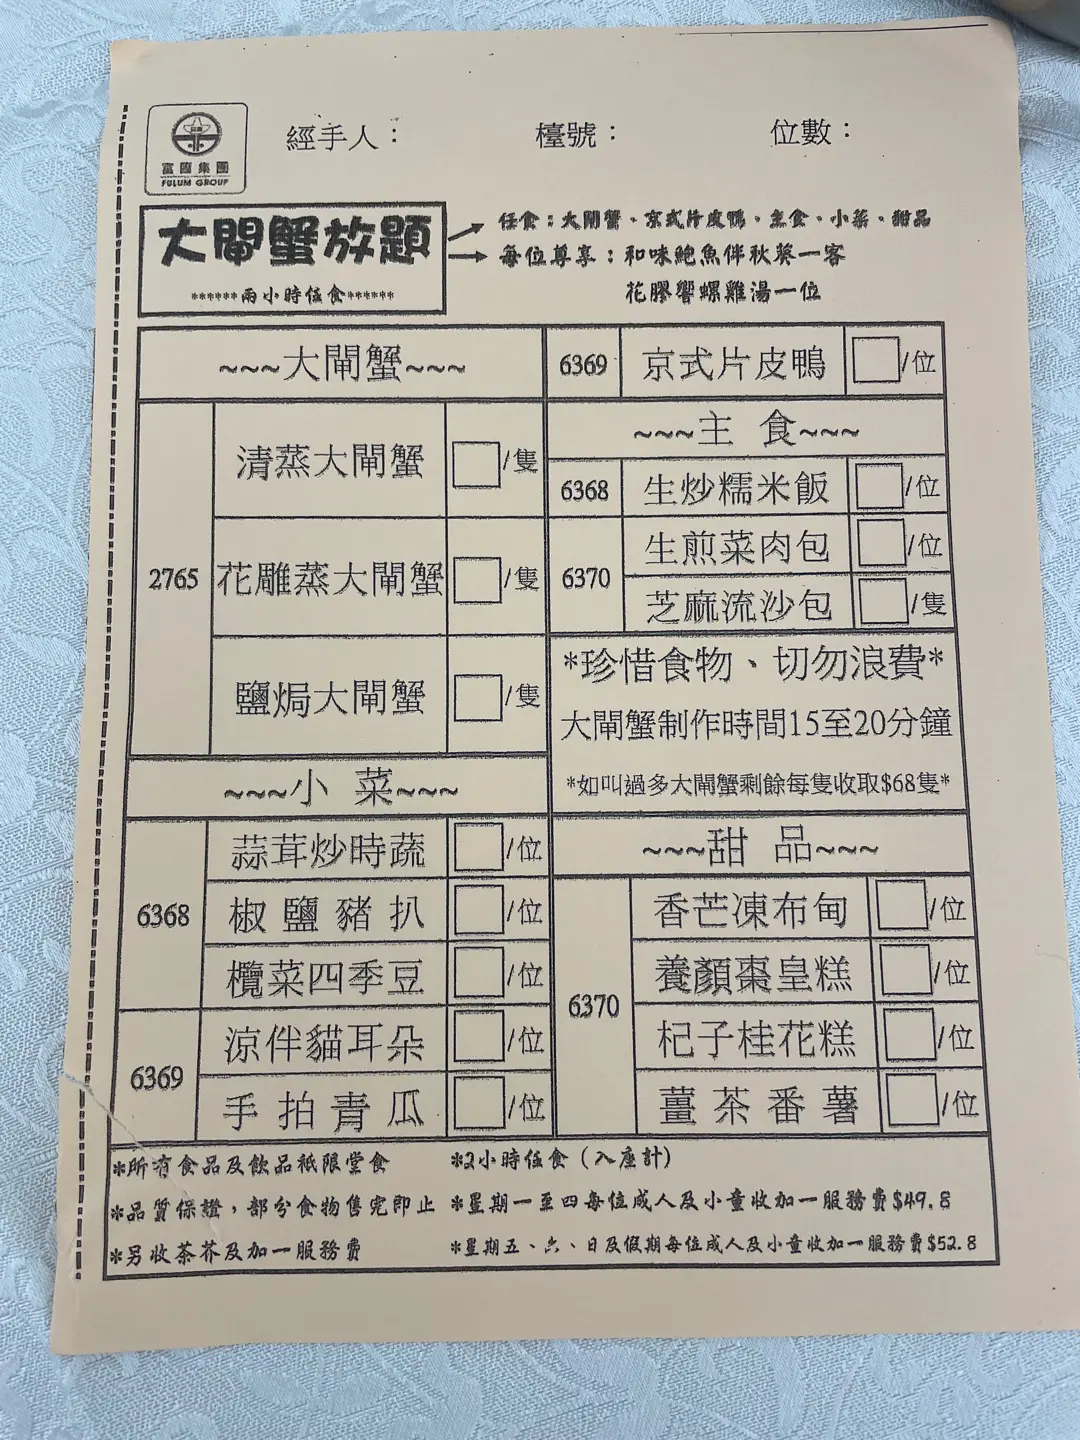 富臨集團
FULUM GROUP
經手人：
檯號：
位數：
大閘蟹放題
******兩小時任食******
任食：大閘蟹、京式片皮鴨、主食、小菜、甜品
每位尊享：和味鮑魚伴秋葵一客
花膠響螺雞湯一位
~~~大閘蟹~~~
2765
清蒸大閘蟹 /隻
花雕蒸大閘蟹 /隻
鹽焗大閘蟹 /隻
~~~小 菜~~~
6368
蒜茸炒時蔬 /位
椒鹽豬扒 /位
欖菜四季豆 /位
6369
涼伴貓耳朵 /位
手拍青瓜 /位
6369 京式片皮鴨 /位
~~~主 食~~~
6368 生炒糯米飯 /位
6370
生煎菜肉包 /位
芝麻流沙包 /隻
*珍惜食物、切勿浪費*
大閘蟹制作時間15至20分鐘
*如叫過多大閘蟹剩餘每隻收取$68隻*
~~~甜 品~~~
6370
香芒凍布甸 /位
養顏棗皇糕 /位
杞子桂花糕 /位
薑茶番薯 /位
*所有食品及飲品衹限堂食
*品質保證，部分食物售完即止
*另收茶芥及加一服務費
*2小時任食（入座計）
*星期一至四每位成人及小童收加一服務費$49.8
*星期五、六、日及假期每位成人及小童收加一服務費$52.8